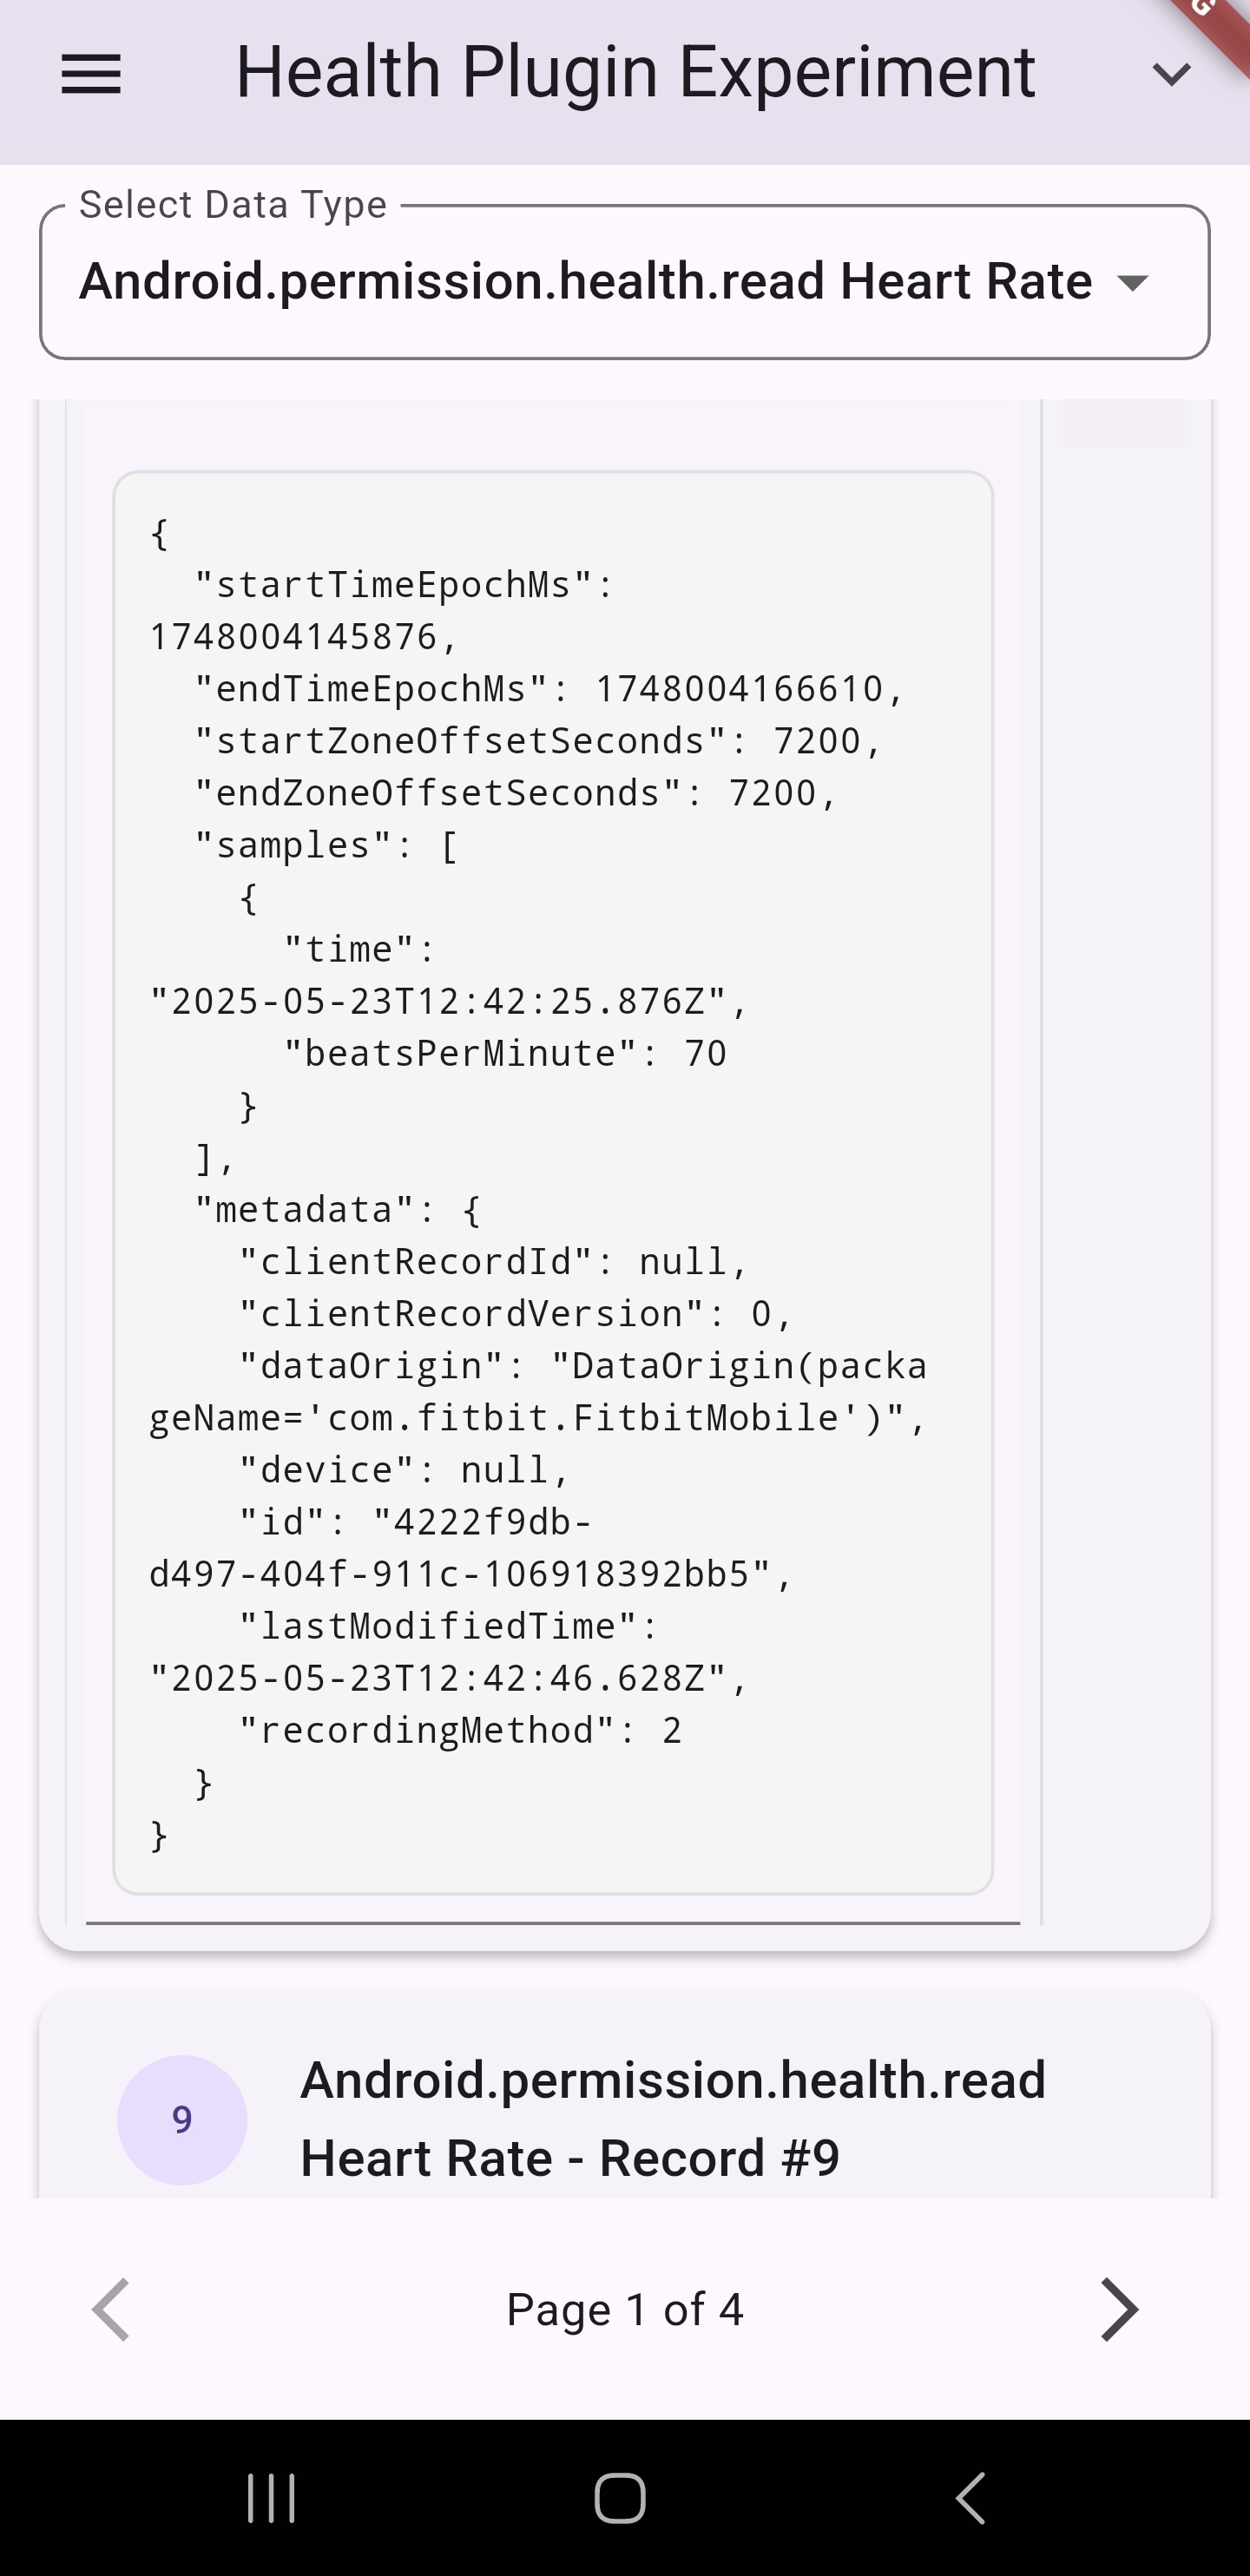 Health Plugin Experiment
G
Select Data Type
Android.permission.health.read Heart Rate
{
  "startTimeEpochMs":
1748004145876,
  "endTimeEpochMs": 1748004166610,
  "startZoneOffsetSeconds": 7200,
  "endZoneOffsetSeconds": 7200,
  "samples": [
    {
      "time":
"2025-05-23T12:42:25.876Z",
      "beatsPerMinute": 70
    }
  ],
  "metadata": {
    "clientRecordId": null,
    "clientRecordVersion": 0,
    "dataOrigin": "DataOrigin(packa
geName='com.fitbit.FitbitMobile')",
    "device": null,
    "id": "4222f9db-
d497-404f-911c-106918392bb5",
    "lastModifiedTime":
"2025-05-23T12:42:46.628Z",
    "recordingMethod": 2
  }
}
9
Android.permission.health.read
Heart Rate - Record #9
Page 1 of 4